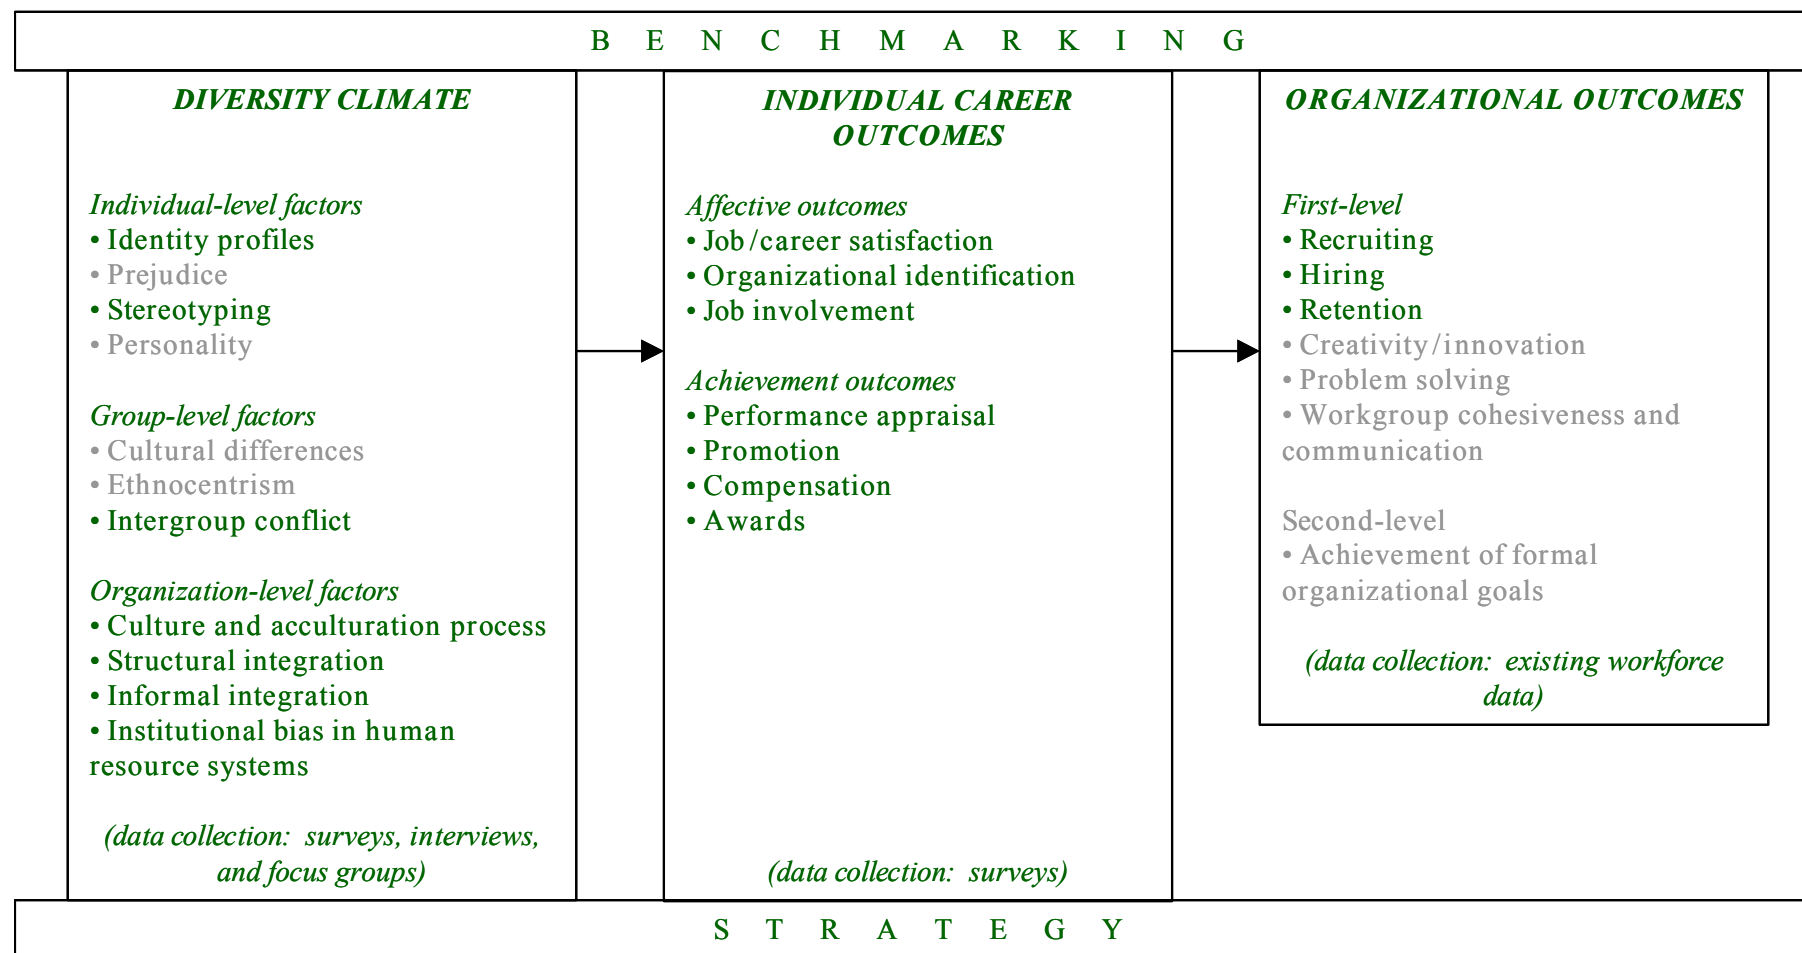 B E N C H M A R K I N G
DIVERSITY CLIMATE
Individual-level factors
• Identity profiles
• Prejudice
• Stereotyping
• Personality
Group-level factors
• Cultural differences
• Ethnocentrism
• Intergroup conflict
Organization-level factors
• Culture and acculturation process
• Structural integration
• Informal integration
• Institutional bias in human
resource systems
(data collection: surveys, interviews,
and focus groups)
INDIVIDUAL CAREER
OUTCOMES
Affective outcomes
• Job/career satisfaction
• Organizational identification
• Job involvement
Achievement outcomes
• Performance appraisal
• Promotion
• Compensation
• Awards
(data collection: surveys)
ORGANIZATIONAL OUTCOMES
First-level
• Recruiting
• Hiring
• Retention
• Creativity/innovation
• Problem solving
• Workgroup cohesiveness and
communication
Second-level
• Achievement of formal
organizational goals
(data collection: existing workforce
data)
S T R A T E G Y